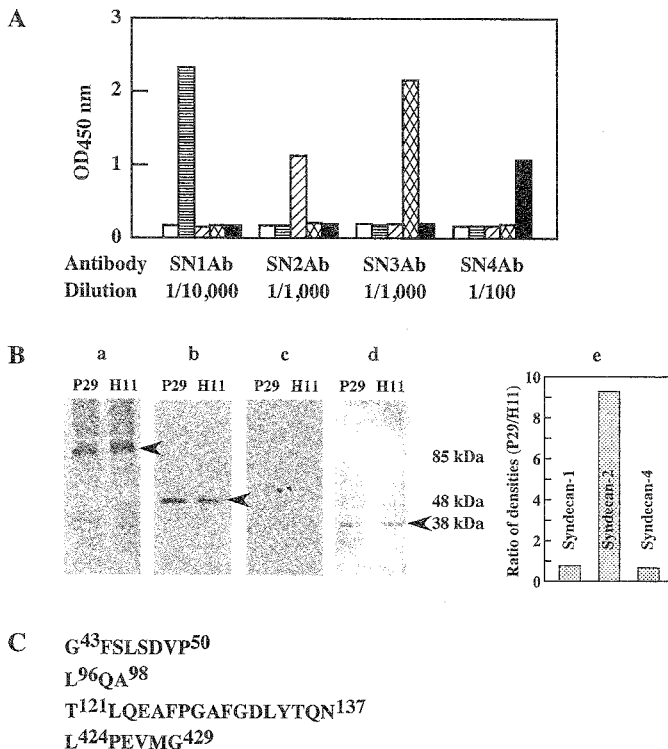 A
3
2
1
0
OD450 nm
Antibody SN1Ab SN2Ab SN3Ab SN4Ab
Dilution 1/10,000 1/1,000 1/1,000 1/100
B a b c d e
P29 H11 P29 H11 P29 H11 P29 H11
85 kDa
48 kDa
38 kDa
10
8
6
4
2
0
Ratio of densities (P29/H11)
Syndecan-1
Syndecan-2
Syndecan-4
C G43FSLSDVP50
L96QA98
T121LQEAFPGAFGDLYTQN137
L424PEVMG429